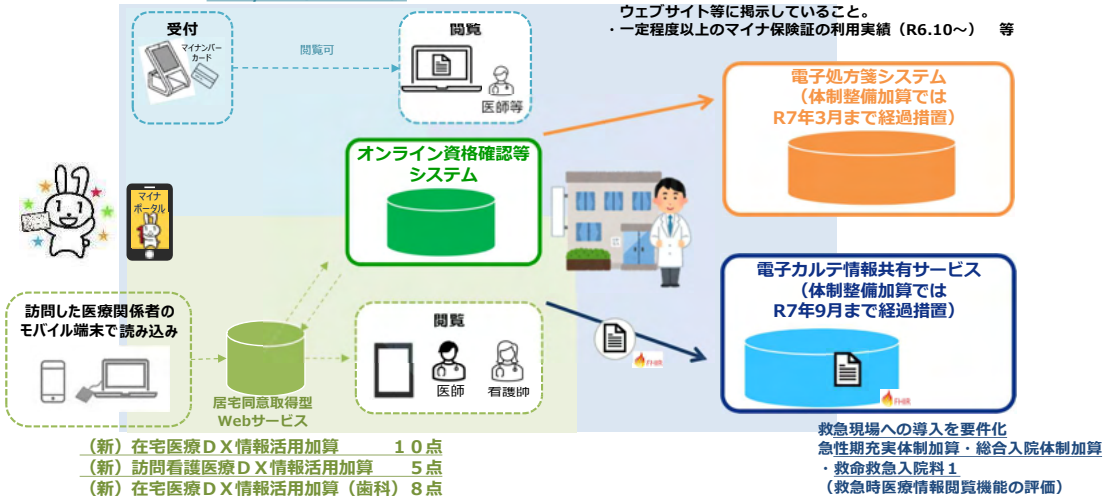 ウェブサイト等に掲示していること。
・一定程度以上のマイナ保険証の利用実績（R6.10～）　等
受付
マイナンバー
カード
閲覧可
閲覧
医師等
電子処方箋システム
（体制整備加算では
R7年3月まで経過措置）
オンライン資格確認等
システム
マイナ
ポータル
電子カルテ情報共有サービス
（体制整備加算では
R7年9月まで経過措置）
訪問した医療関係者の
モバイル端末で読み込み
閲覧
医師
看護師
居宅同意取得型
Webサービス
FHIR
FHIR
（新）在宅医療ＤＸ情報活用加算　　　１０点
（新）訪問看護医療ＤＸ情報活用加算　　５点
（新）在宅医療ＤＸ情報活用加算（歯科）８点
救急現場への導入を要件化
急性期充実体制加算・総合入院体制加算
・救命救急入院料１
（救急時医療情報閲覧機能の評価）